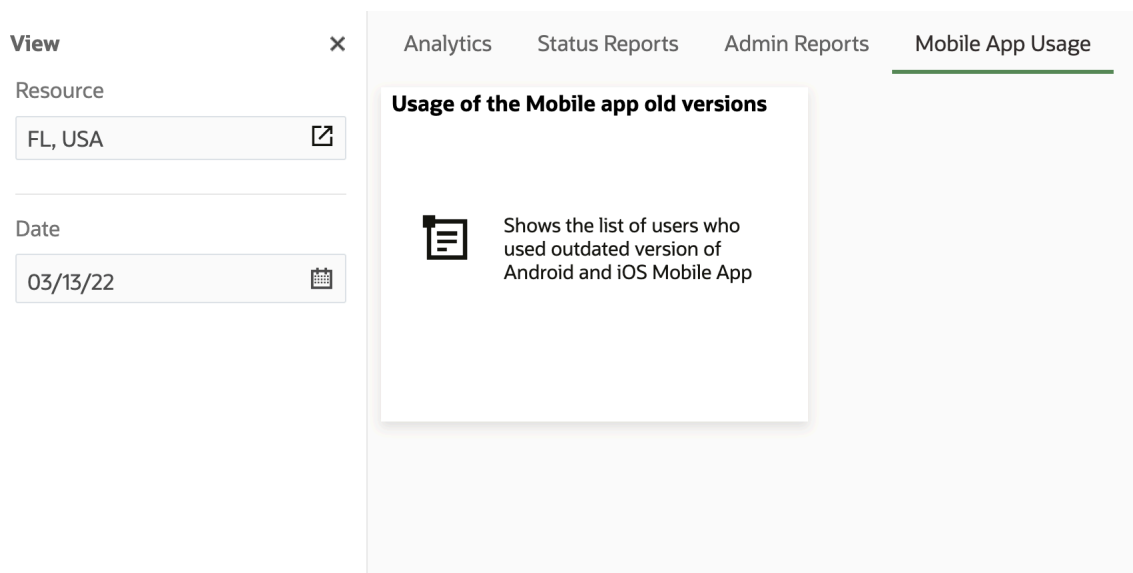 View
Resource
FL, USA
Date
03/13/22
Analytics
Status Reports
Admin Reports
Mobile App Usage
Usage of the Mobile app old versions
Shows the list of users who
used outdated version of
Android and iOS Mobile App